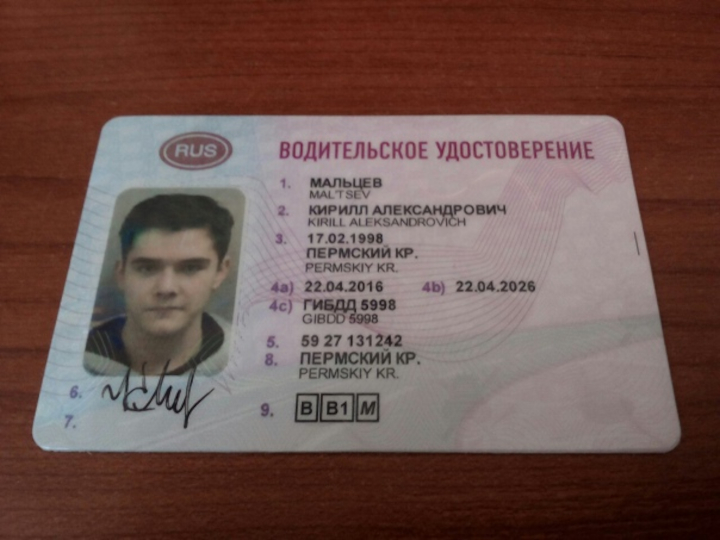 RUS
ВОДИТЕЛЬСКОЕ УДОСТОВЕРЕНИЕ
1. МАЛЬЦЕВ
MAL'TSEV
2. КИРИЛЛ АЛЕКСАНДРОВИЧ
KIRILL ALEKSANDROVICH
3. 17.02.1998
ПЕРМСКИЙ КР.
PERMSKIY KR.
4a) 22.04.2016 4b) 22.04.2026
4c) ГИБДД 5998
GIBDD 5998
5. 59 27 131242
8. ПЕРМСКИЙ КР.
PERMSKIY KR.
6.
7.
9. B B1 M